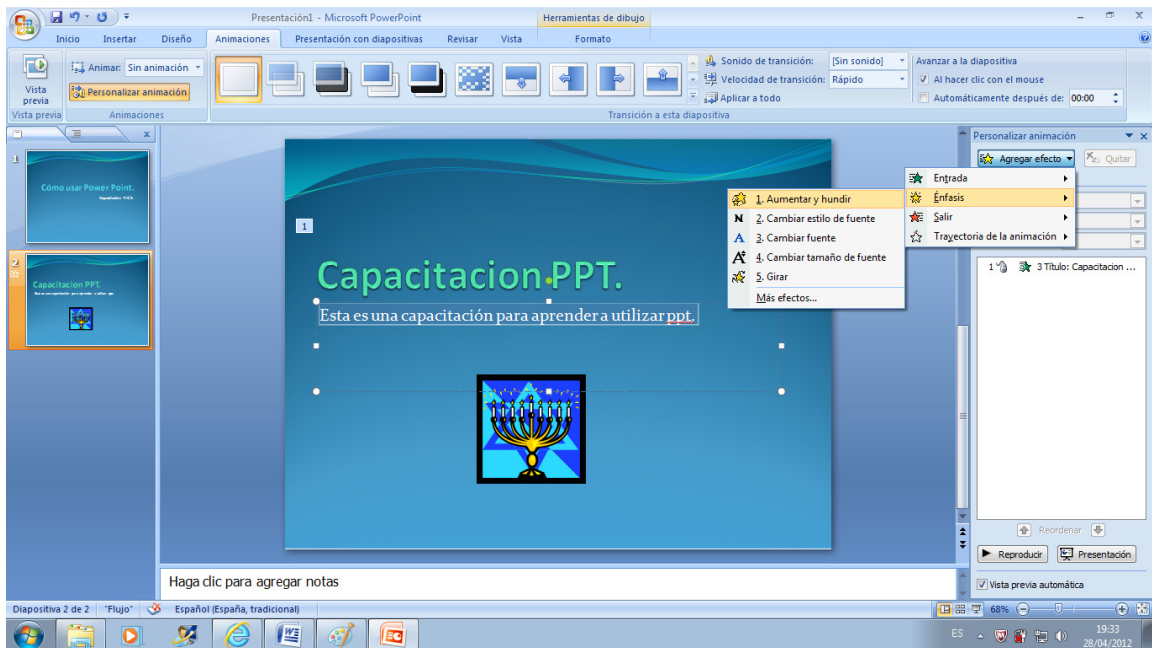 Presentación1 - Microsoft PowerPoint
Herramientas de dibujo
Inicio Insertar Diseño Animaciones Presentación con diapositivas Revisar Vista Formato
Vista previa
Animar: Sin animación
Personalizar animación
Sonido de transición: [Sin sonido]
Velocidad de transición: Rápido
Aplicar a todo
Avanzar a la diapositiva
Al hacer clic con el mouse
Automáticamente después de: 00:00
Vista previa Animaciones Transición a esta diapositiva
1
Cómo usar Power Point.
2
Capacitacion PPT.
1
Capacitacion PPT.
Esta es una capacitación para aprender a utilizar ppt.
1. Aumentar y hundir
2. Cambiar estilo de fuente
3. Cambiar fuente
4. Cambiar tamaño de fuente
5. Girar
Más efectos...
Entrada
Énfasis
Salir
Trayectoria de la animación
Personalizar animación
Agregar efecto Quitar
1 3 Título: Capacitacion ...
Reordenar
Reproducir Presentación
Vista previa automática
Haga clic para agregar notas
Diapositiva 2 de 2 "Flujo" Español (España, tradicional) 68%
ES 19:33
28/04/2012